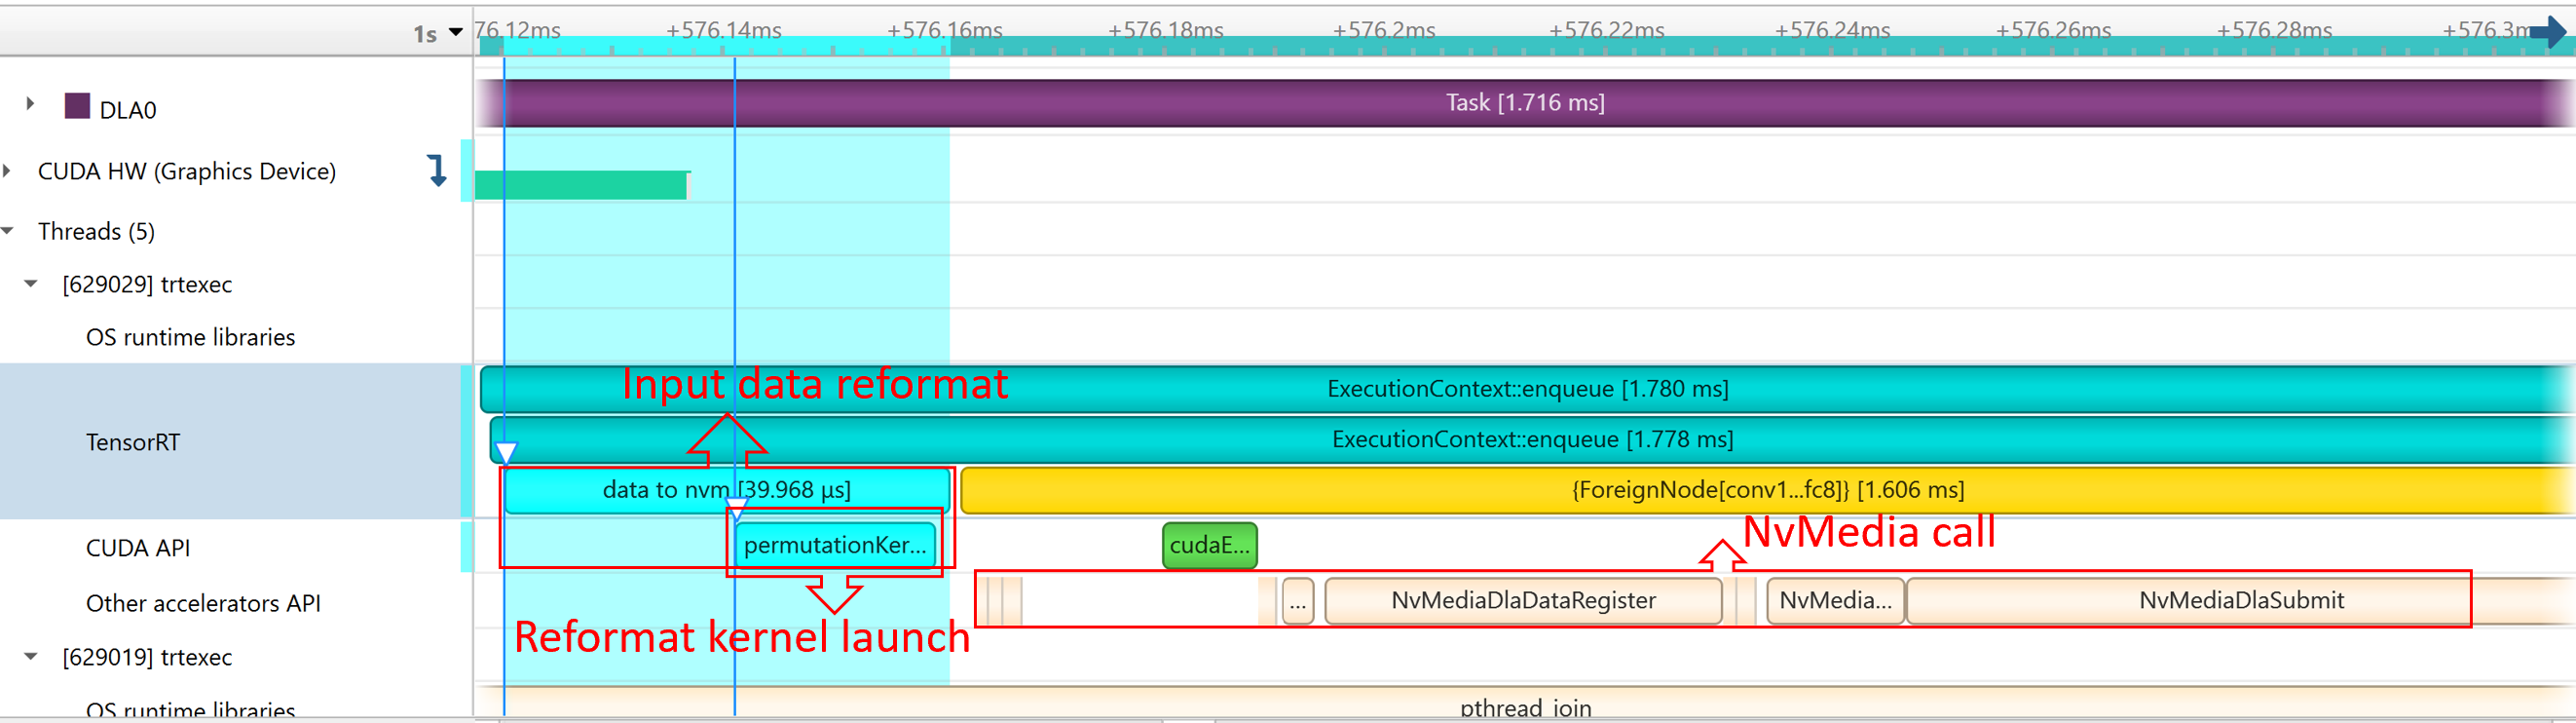 1s
76.12ms +576.14ms +576.16ms +576.18ms +576.2ms +576.22ms +576.24ms +576.26ms +576.28ms +576.3m
DLA0
Task [1.716 ms]
CUDA HW (Graphics Device)
Threads (5)
[629029] trtexec
OS runtime libraries
Input data reformat
ExecutionContext::enqueue [1.780 ms]
TensorRT
ExecutionContext::enqueue [1.778 ms]
data to nvm [39.968 µs]
{ForeignNode[conv1...fc8]} [1.606 ms]
NvMedia call
CUDA API
permutationKer...
cudaE...
Other accelerators API
...
NvMediaDlaDataRegister
NvMedia...
NvMediaDlaSubmit
Reformat kernel launch
[629019] trtexec
OS runtime libraries
pthread_join